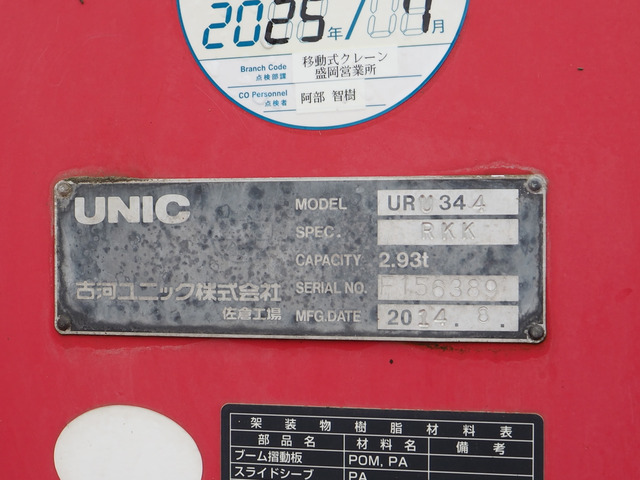 2025年/4月
Branch Code
点検部課
移動式クレーン
盛岡営業所
CO Personnel
点検者
阿部 智樹
UNIC
MODEL URU344
SPEC. RKK
CAPACITY 2.93t
古河ユニック株式会社
SERIAL NO. F158389
佐倉工場
MFG.DATE 2014.8.
架装物樹脂材料表
部品名 材料名 備考
ブーム摺動板 POM, PA
スライドシーブ PA